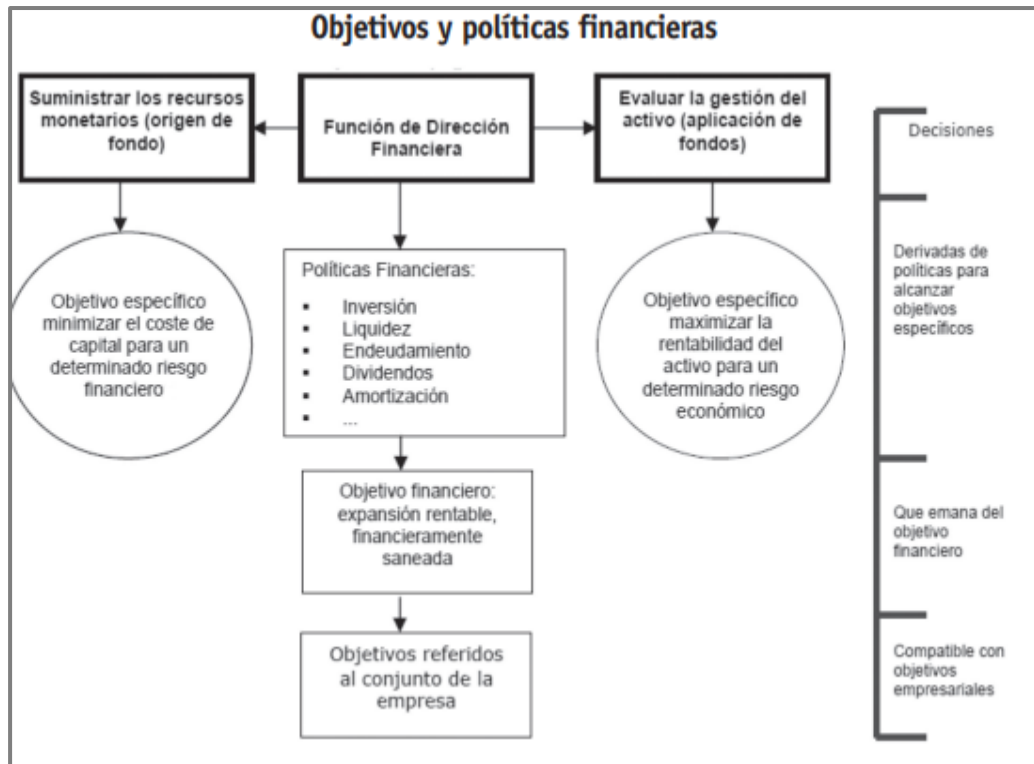 Objetivos y políticas financieras
Suministrar los recursos
monetarios (origen de
fondo)
Función de Dirección
Financiera
Evaluar la gestión del
activo (aplicación de
fondos)
Decisiones
Objetivo específico
minimizar el coste de
capital para un
determinado riesgo
financiero
Políticas Financieras:
▪ Inversión
▪ Liquidez
▪ Endeudamiento
▪ Dividendos
▪ Amortización
▪ ...
Objetivo específico
maximizar la
rentabilidad del
activo para un
determinado riesgo
económico
Derivadas de
políticas para
alcanzar
objetivos
específicos
Objetivo financiero:
expansión rentable,
financieramente
saneada
Que emana del
objetivo
financiero
Objetivos referidos
al conjunto de la
empresa
Compatible con
objetivos
empresariales